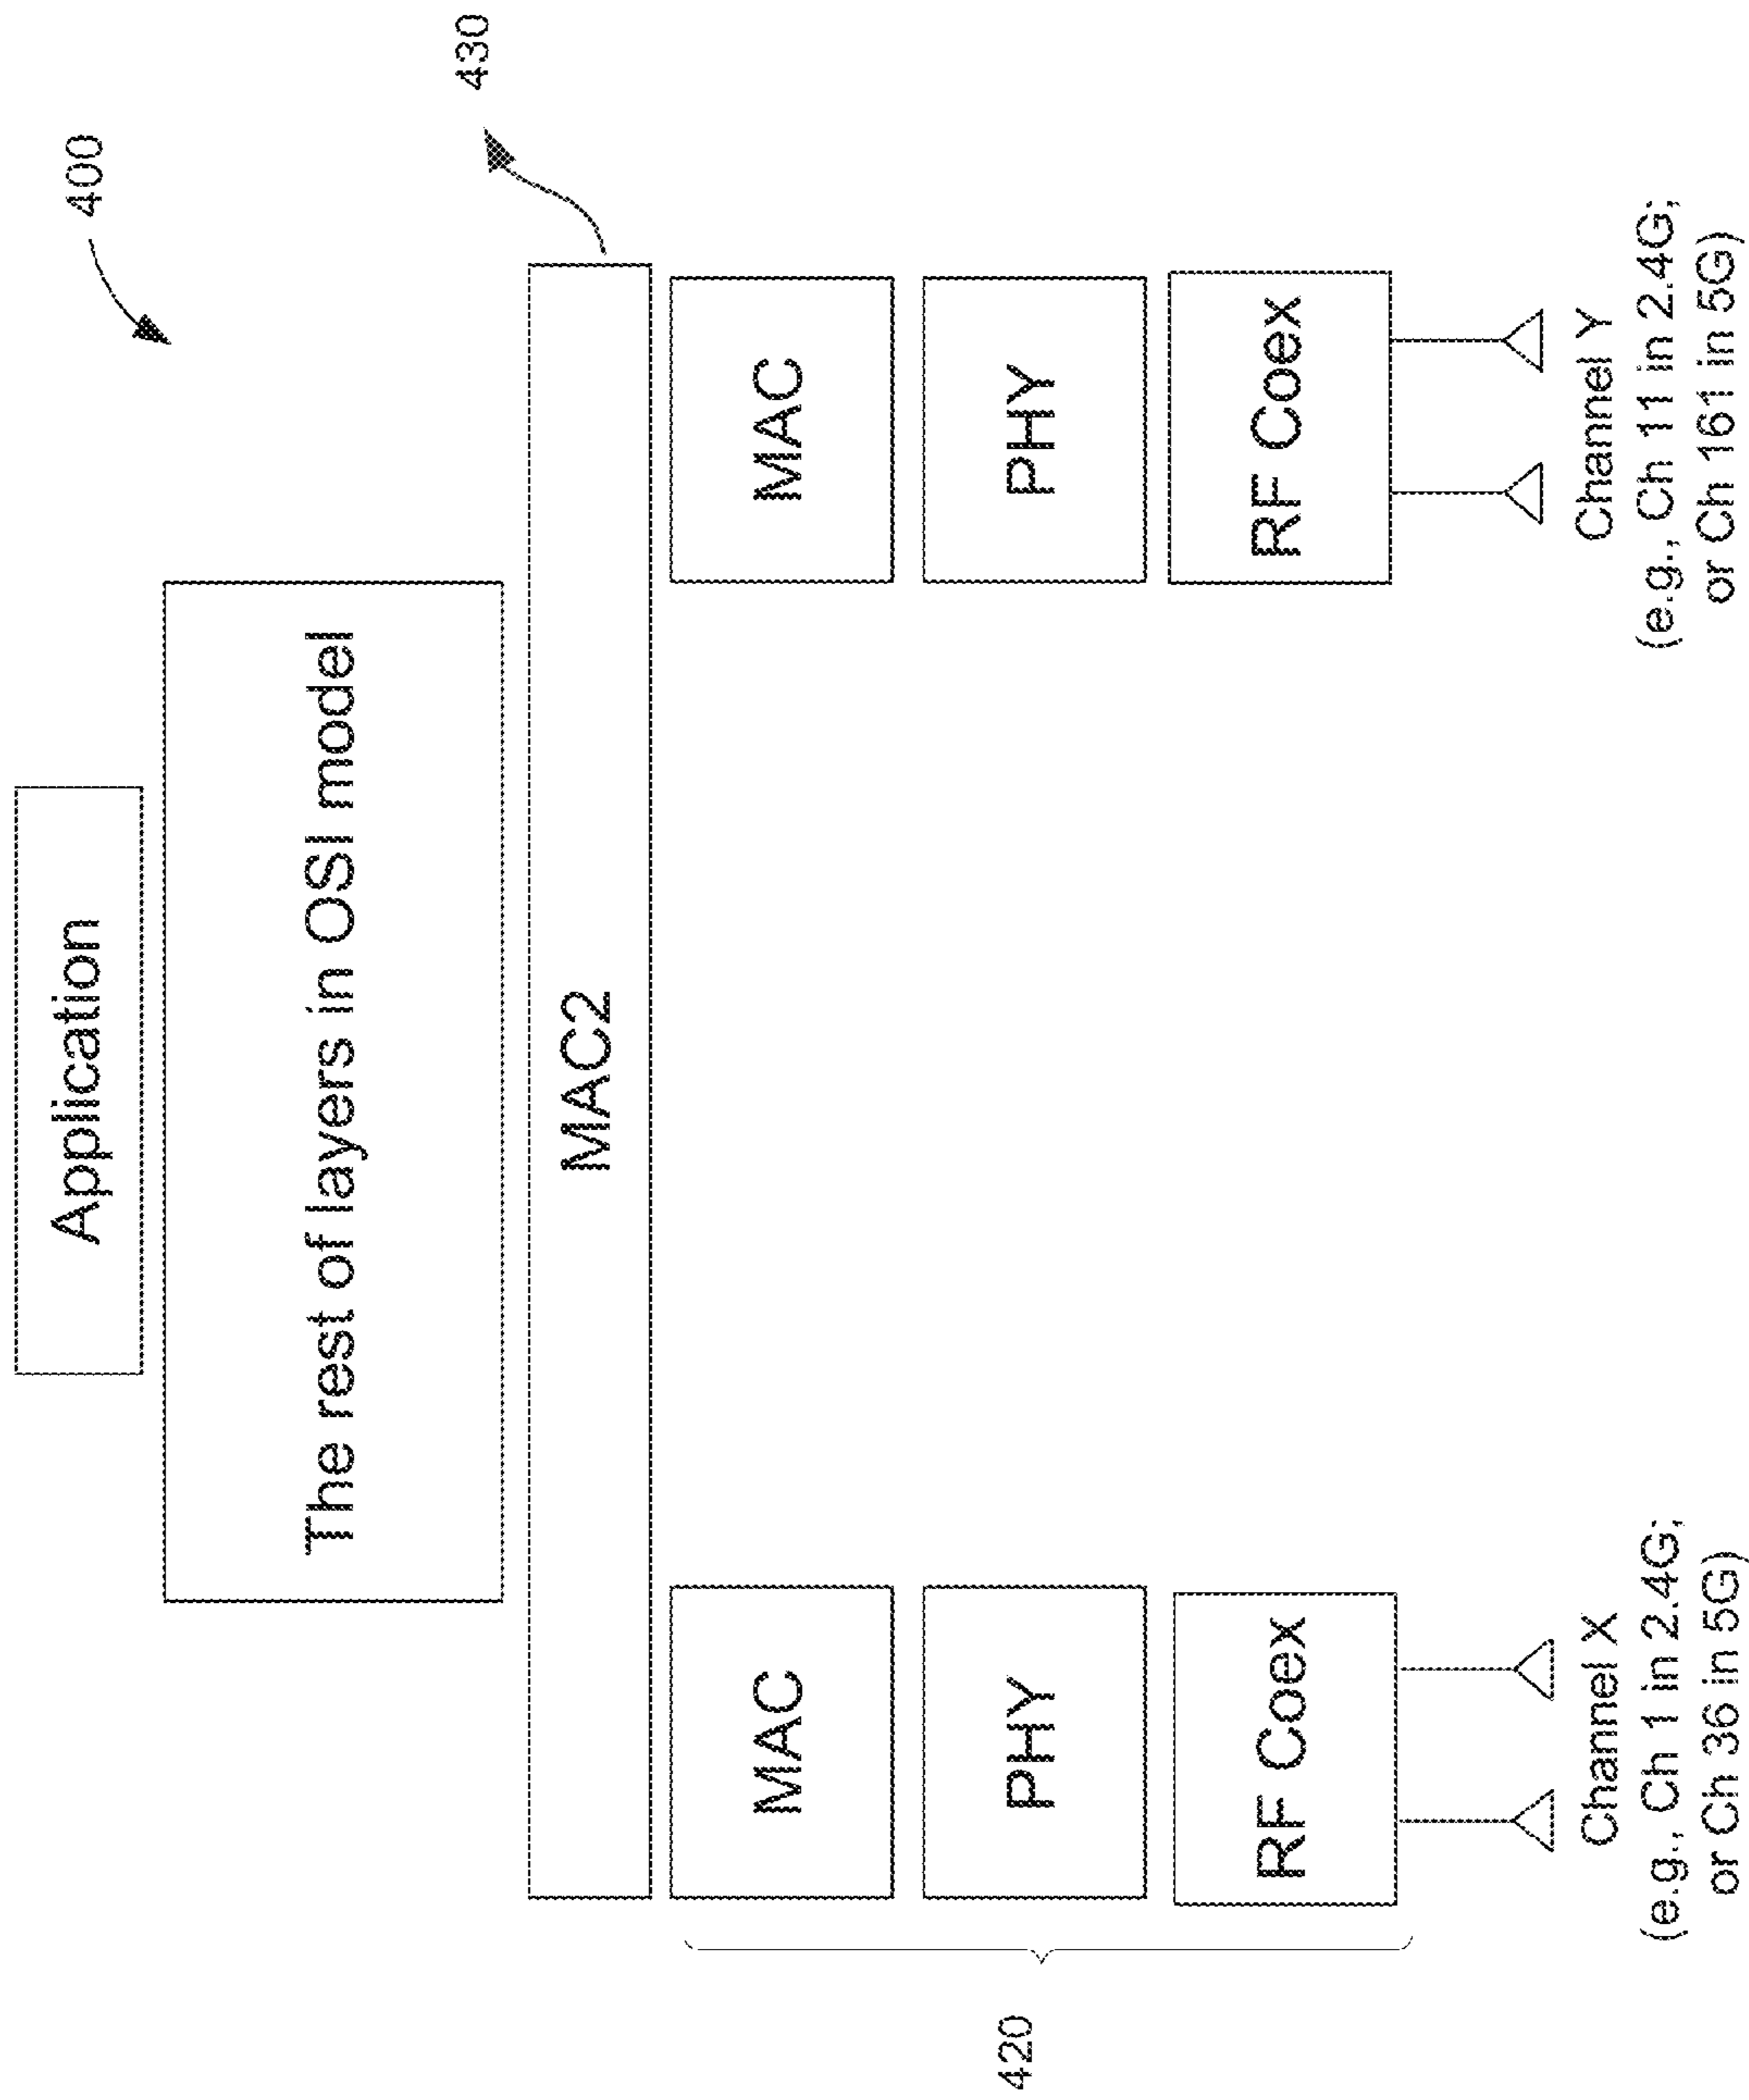 400
430
Application
The rest of layers in OSI model
MAC2
MAC
MAC
PHY
PHY
RF Coex
RF Coex
420
Channel X
(e.g., Ch 1 in 2.4G;
or Ch 36 in 5G)
Channel Y
(e.g., Ch 11 in 2.4G;
or Ch 161 in 5G)